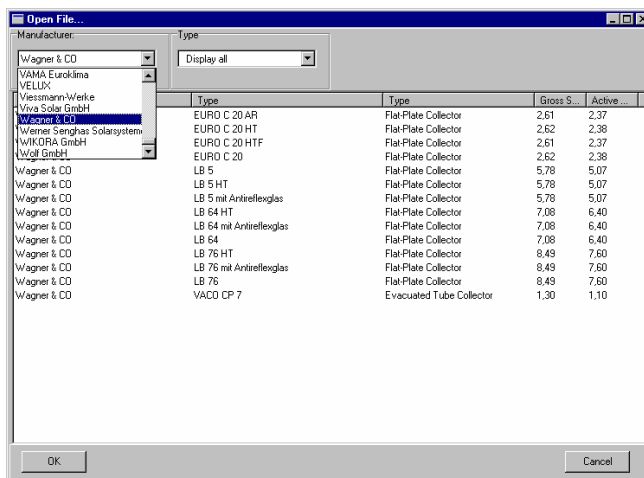 Open File...
Manufacturer: Type
Wagner & CO Display all
VAMA Euroklima
VELUX
Viessmann-Werke
Viva Solar GmbH
Wagner & CO
Werner Senghas Solarsysteme
WIKORA GmbH
Wolf GmbH
Type Type Gross S... Active ...
EURO C 20 AR Flat-Plate Collector 2,61 2,37
EURO C 20 HT Flat-Plate Collector 2,62 2,38
EURO C 20 HTF Flat-Plate Collector 2,61 2,37
EURO C 20 Flat-Plate Collector 2,62 2,38
Wagner & CO LB 5 Flat-Plate Collector 5,78 5,07
Wagner & CO LB 5 HT Flat-Plate Collector 5,78 5,07
Wagner & CO LB 5 mit Antireflexglas Flat-Plate Collector 5,78 5,07
Wagner & CO LB 64 HT Flat-Plate Collector 7,08 6,40
Wagner & CO LB 64 mit Antireflexglas Flat-Plate Collector 7,08 6,40
Wagner & CO LB 64 Flat-Plate Collector 7,08 6,40
Wagner & CO LB 76 HT Flat-Plate Collector 8,49 7,60
Wagner & CO LB 76 mit Antireflexglas Flat-Plate Collector 8,49 7,60
Wagner & CO LB 76 Flat-Plate Collector 8,49 7,60
Wagner & CO VACO CP 7 Evacuated Tube Collector 1,30 1,10
OK Cancel